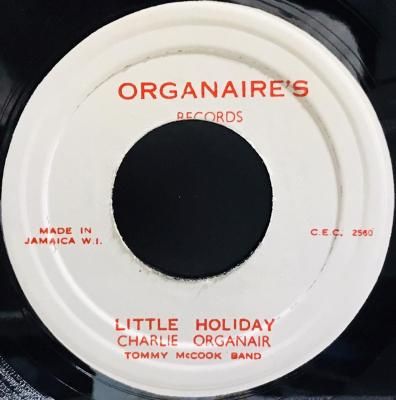 ORGANAIRE'S
RECORDS
MADE IN
JAMAICA W.I.
C.E.C. 2560
LITTLE HOLIDAY
CHARLIE ORGANAIR
TOMMY McCOOK BAND